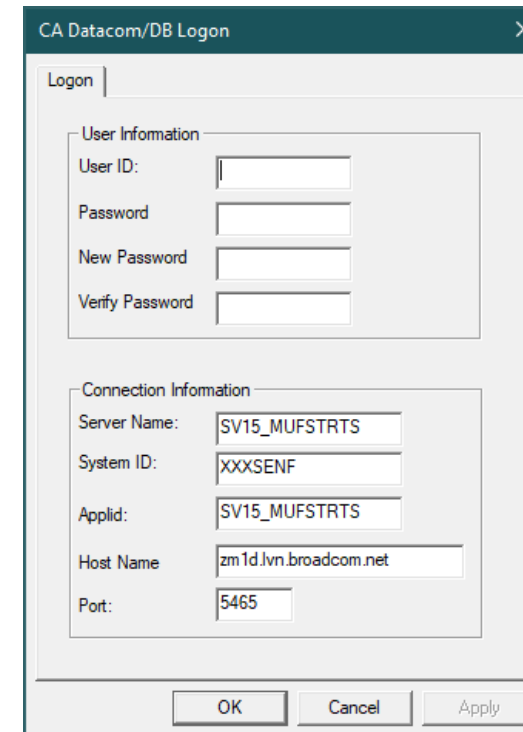 CA Datacom/DB Logon
Logon
User Information
User ID:
Password
New Password
Verify Password
Connection Information
Server Name: SV15_MUFSTRTS
System ID: XXXSENF
Applid: SV15_MUFSTRTS
Host Name zm1d.lvn.broadcom.net
Port: 5465
OK Cancel Apply